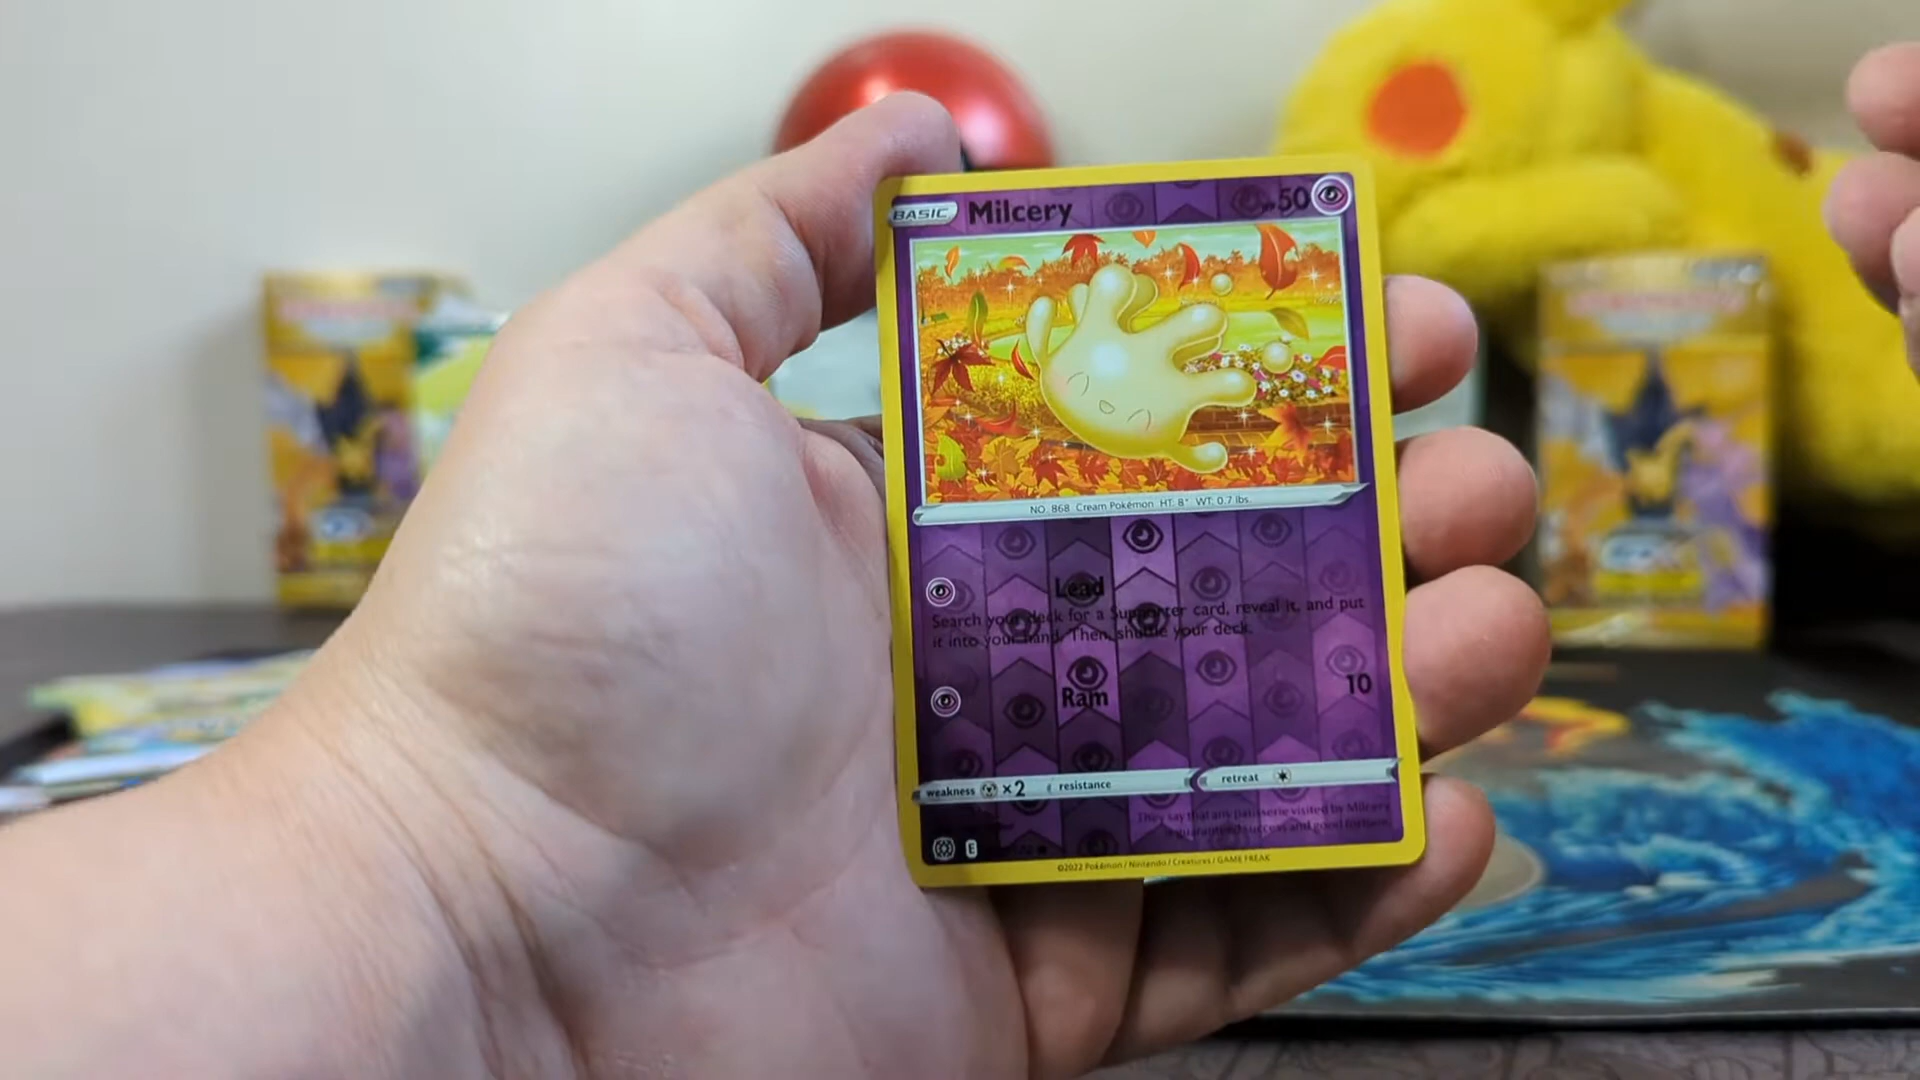 BASIC Milcery 50
NO. 868 Cream Pokémon HT: 8" WT: 0.7 lbs.
Lead
Search your deck for a Supporter card, reveal it, and put
it into your hand. Then, shuffle your deck.
Ram 10
weakness ×2 resistance retreat
They say that any patisserie visited by Milcery
guaranteed success and good fortune.
E
©2022 Pokémon / Nintendo / Creatures / GAME FREAK